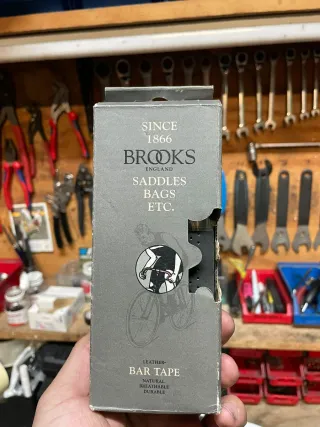 SINCE
1866
BROOKS
ENGLAND
SADDLES
BAGS
ETC.
LEATHER
BAR TAPE
NATURAL
BREATHABLE
DURABLE